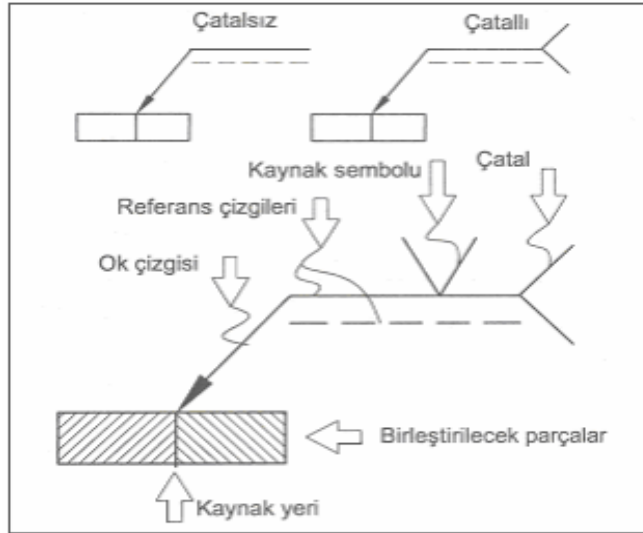 Çatalsız
Çatallı
Kaynak sembolu
Çatal
Referans çizgileri
Ok çizgisi
Birleştirilecek parçalar
Kaynak yeri